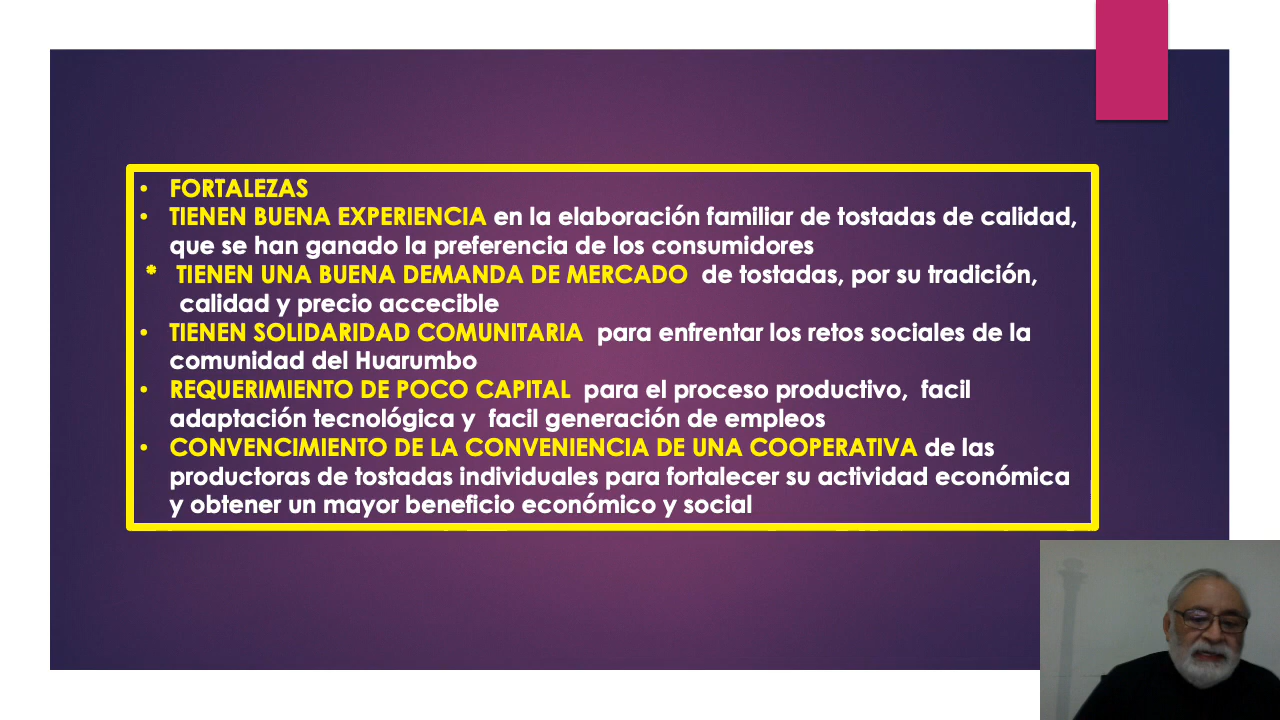 • FORTALEZAS
• TIENEN BUENA EXPERIENCIA en la elaboración familiar de tostadas de calidad,
que se han ganado la preferencia de los consumidores
* TIENEN UNA BUENA DEMANDA DE MERCADO de tostadas, por su tradición,
calidad y precio accecible
• TIENEN SOLIDARIDAD COMUNITARIA para enfrentar los retos sociales de la
comunidad del Huarumbo
• REQUERIMIENTO DE POCO CAPITAL para el proceso productivo, facil
adaptación tecnológica y facil generación de empleos
• CONVENCIMIENTO DE LA CONVENIENCIA DE UNA COOPERATIVA de las
productoras de tostadas individuales para fortalecer su actividad económica
y obtener un mayor beneficio económico y social